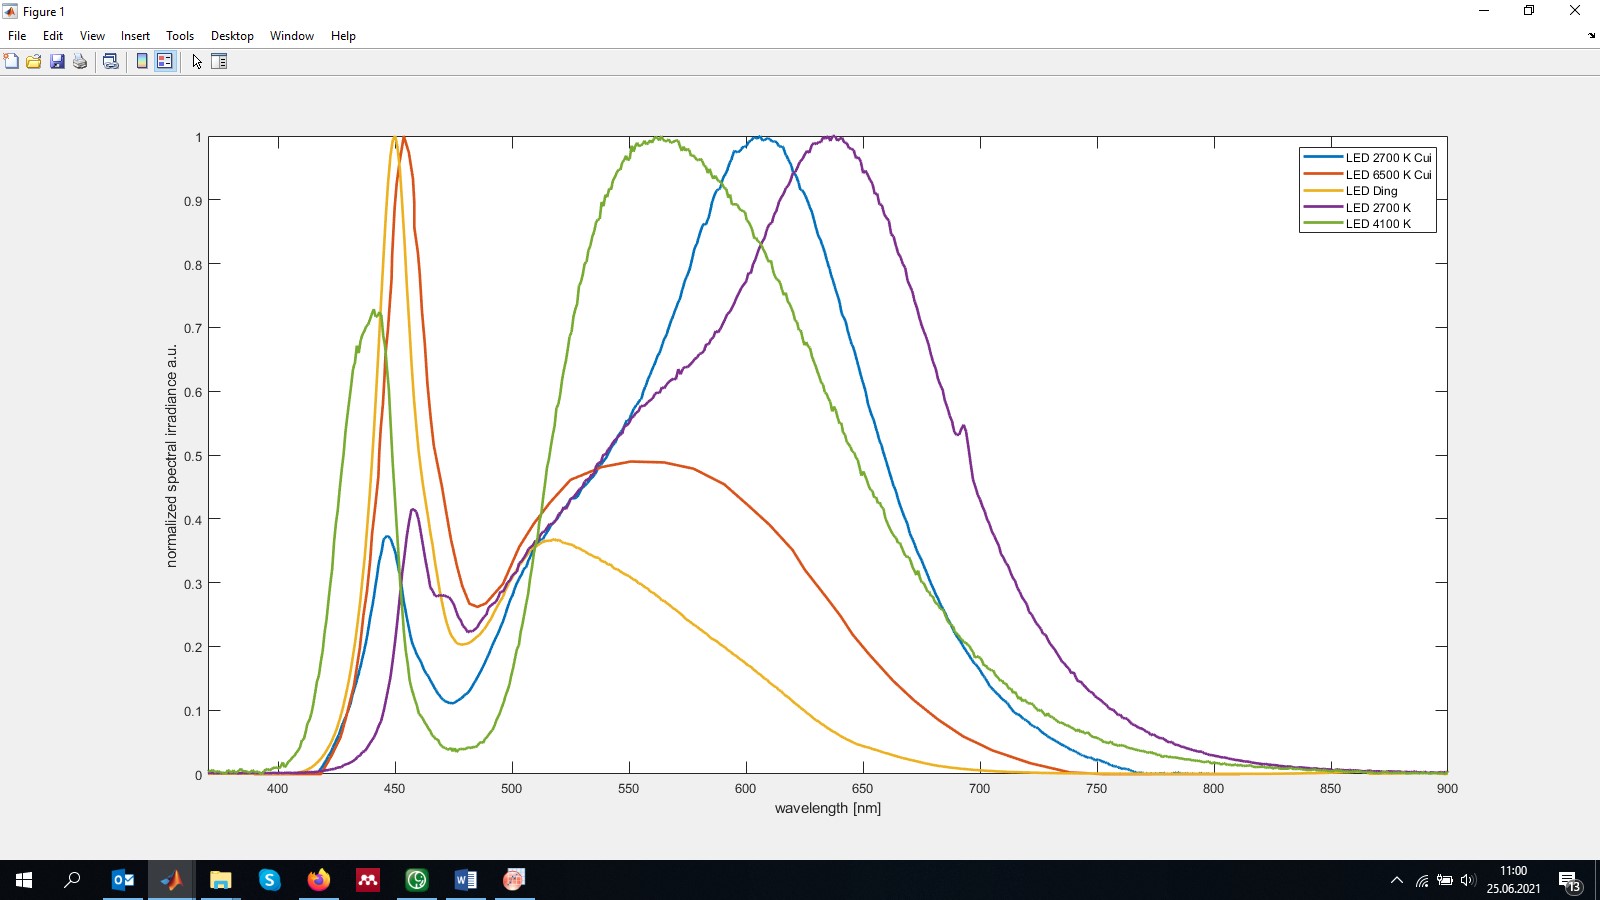 Figure 1
File Edit View Insert Tools Desktop Window Help
1
0.9
0.8
0.7
0.6
0.5
0.4
0.3
0.2
0.1
0
normalized spectral irradiance a.u.
LED 2700 K Cui
LED 6500 K Cui
LED Ding
LED 2700 K
LED 4100 K
400 450 500 550 600 650 700 750 800 850 900
wavelength [nm]
11:00
25.06.2021
13